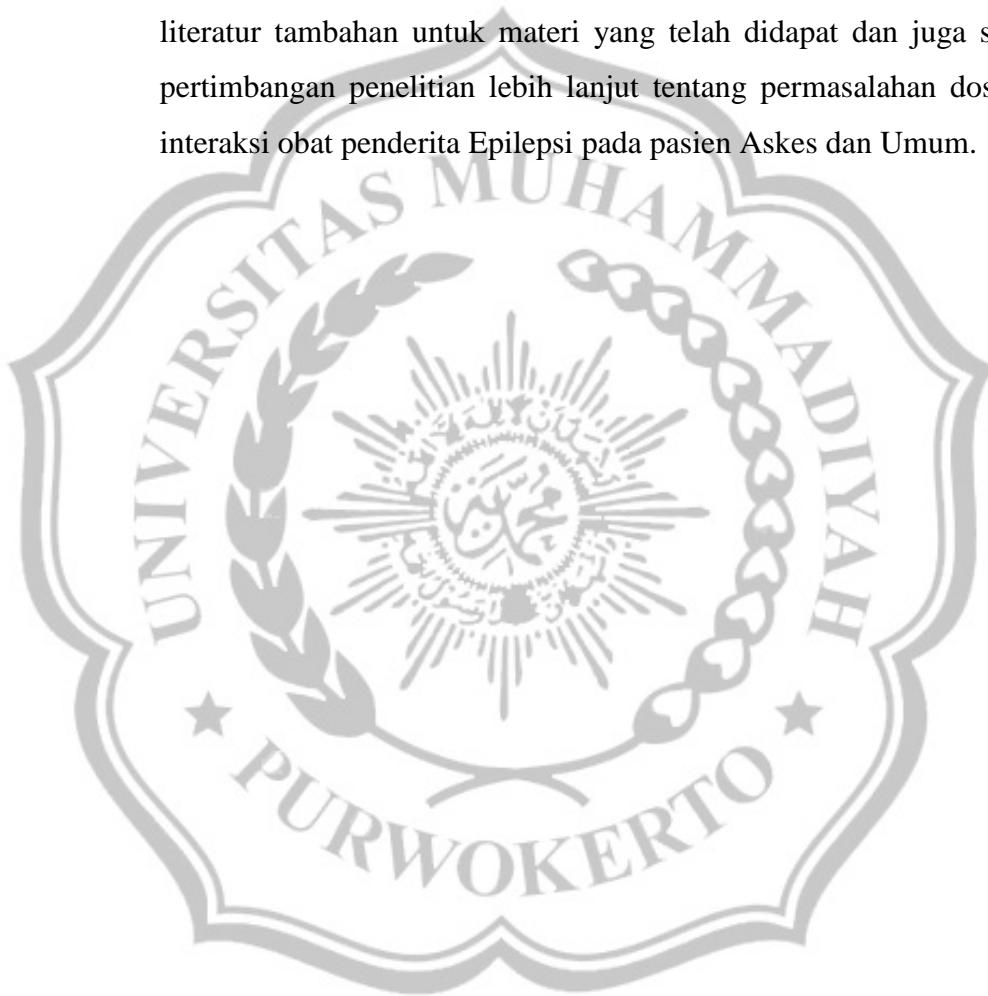 literatur tambahan untuk materi yang telah didapat dan juga
pertimbangan penelitian lebih lanjut tentang permasalahan
interaksi obat penderita Epilepsi pada pasien Askes dan Umum.
UNIVERSITAS MUHAMMADIYAH
PURWOKERTO